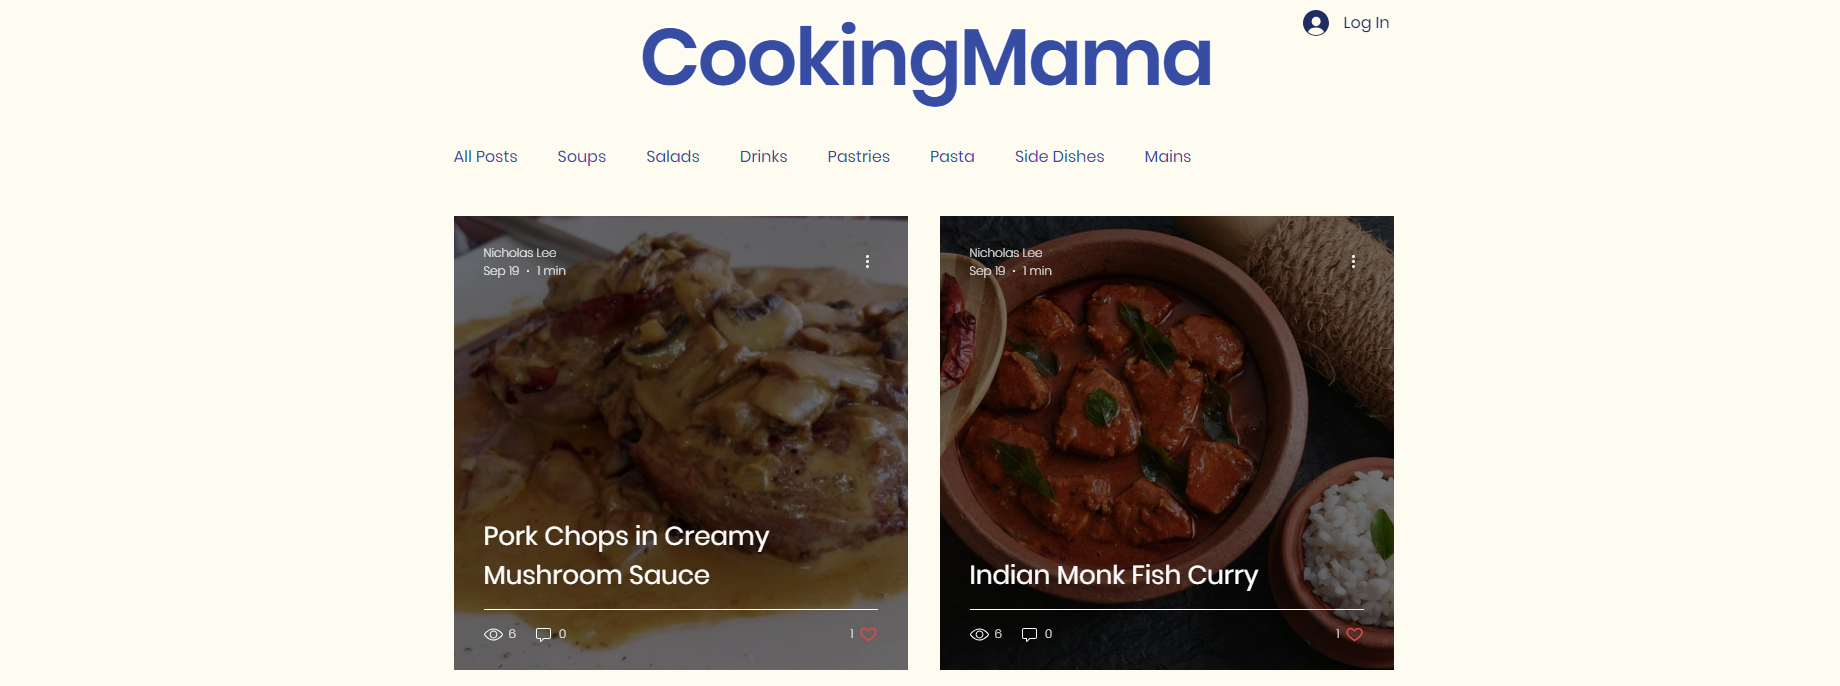 Log In
CookingMama
All Posts Soups Salads Drinks Pastries Pasta Side Dishes Mains
Nicholas Lee
Sep 19 · 1 min
Pork Chops in Creamy
Mushroom Sauce
6 0 1
Nicholas Lee
Sep 19 · 1 min
Indian Monk Fish Curry
6 0 1